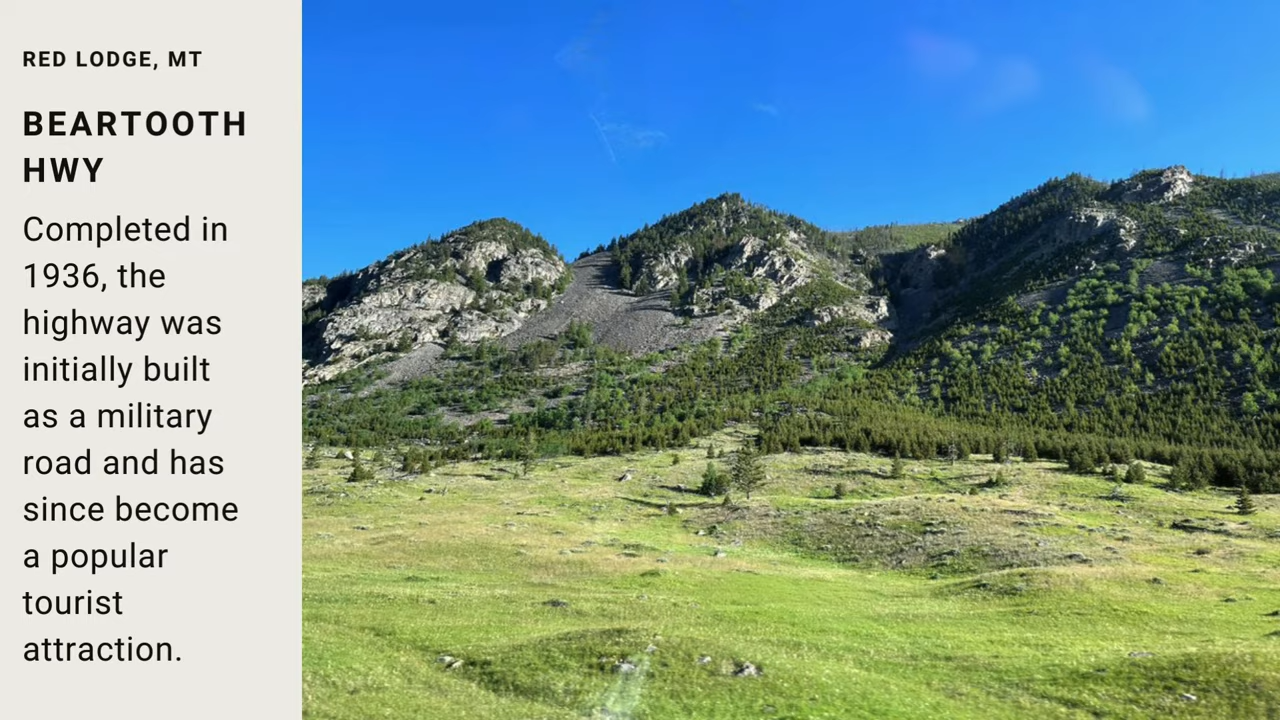 RED LODGE, MT
BEARTOOTH
HWY
Completed in
1936, the
highway was
initially built
as a military
road and has
since become
a popular
tourist
attraction.